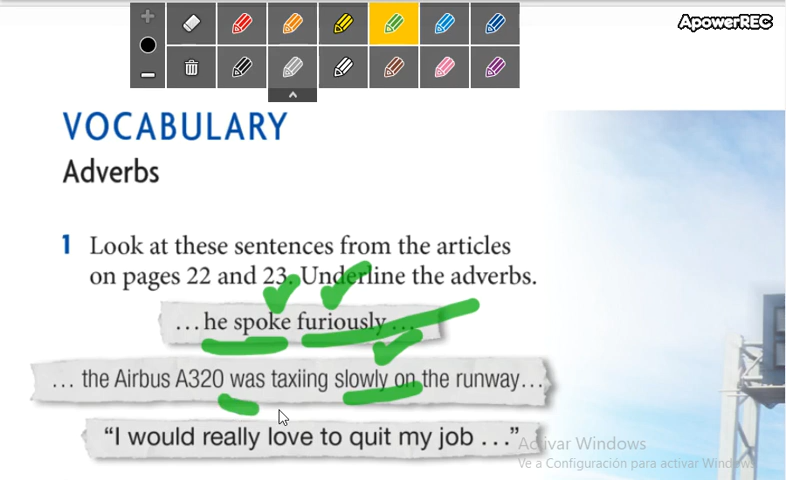 ApowerREC
VOCABULARY
Adverbs
1 Look at these sentences from the articles
on pages 22 and 23. Underline the adverbs.
...he spoke furiously...
... the Airbus A320 was taxiing slowly on the runway...
“I would really love to quit my job ...”
Activar Windows
Ve a Configuración para activar Windows.